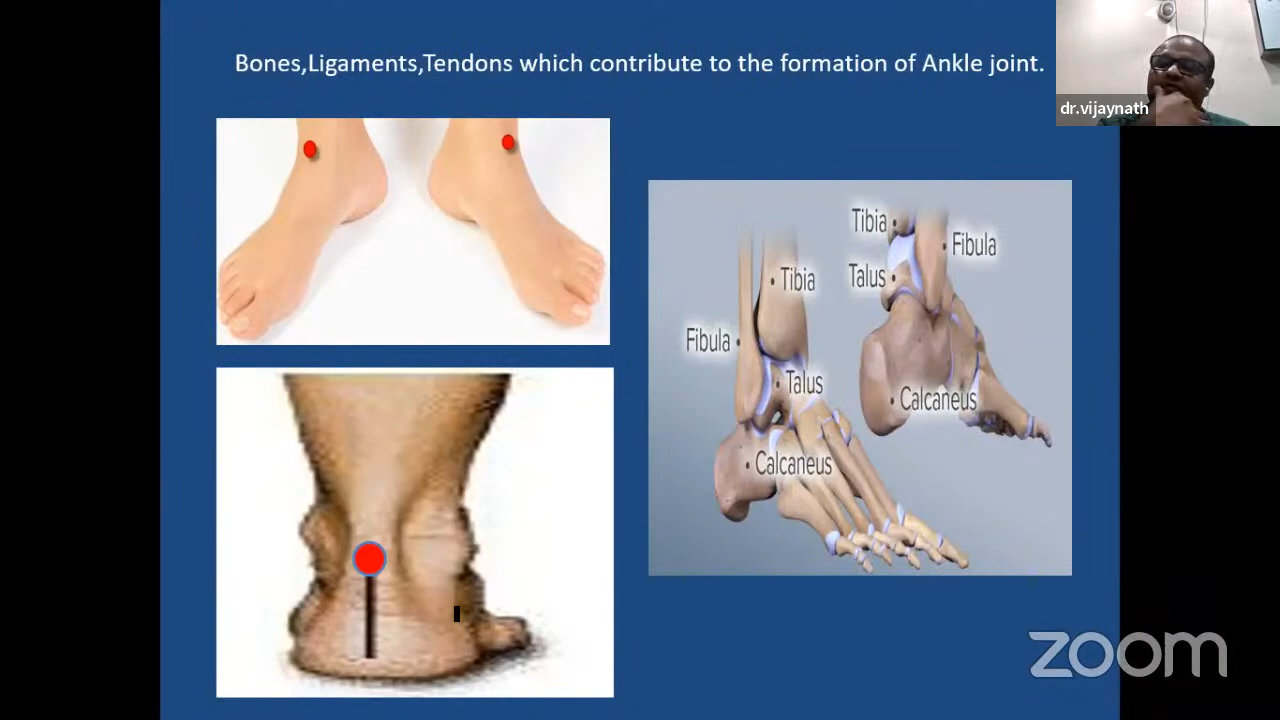 Bones,Ligaments,Tendons which contribute to the formation of Ankle joint.
dr.vijaynath
Tibia
Fibula
Talus
Calcaneus
Tibia
Fibula
Talus
Calcaneus
zoom